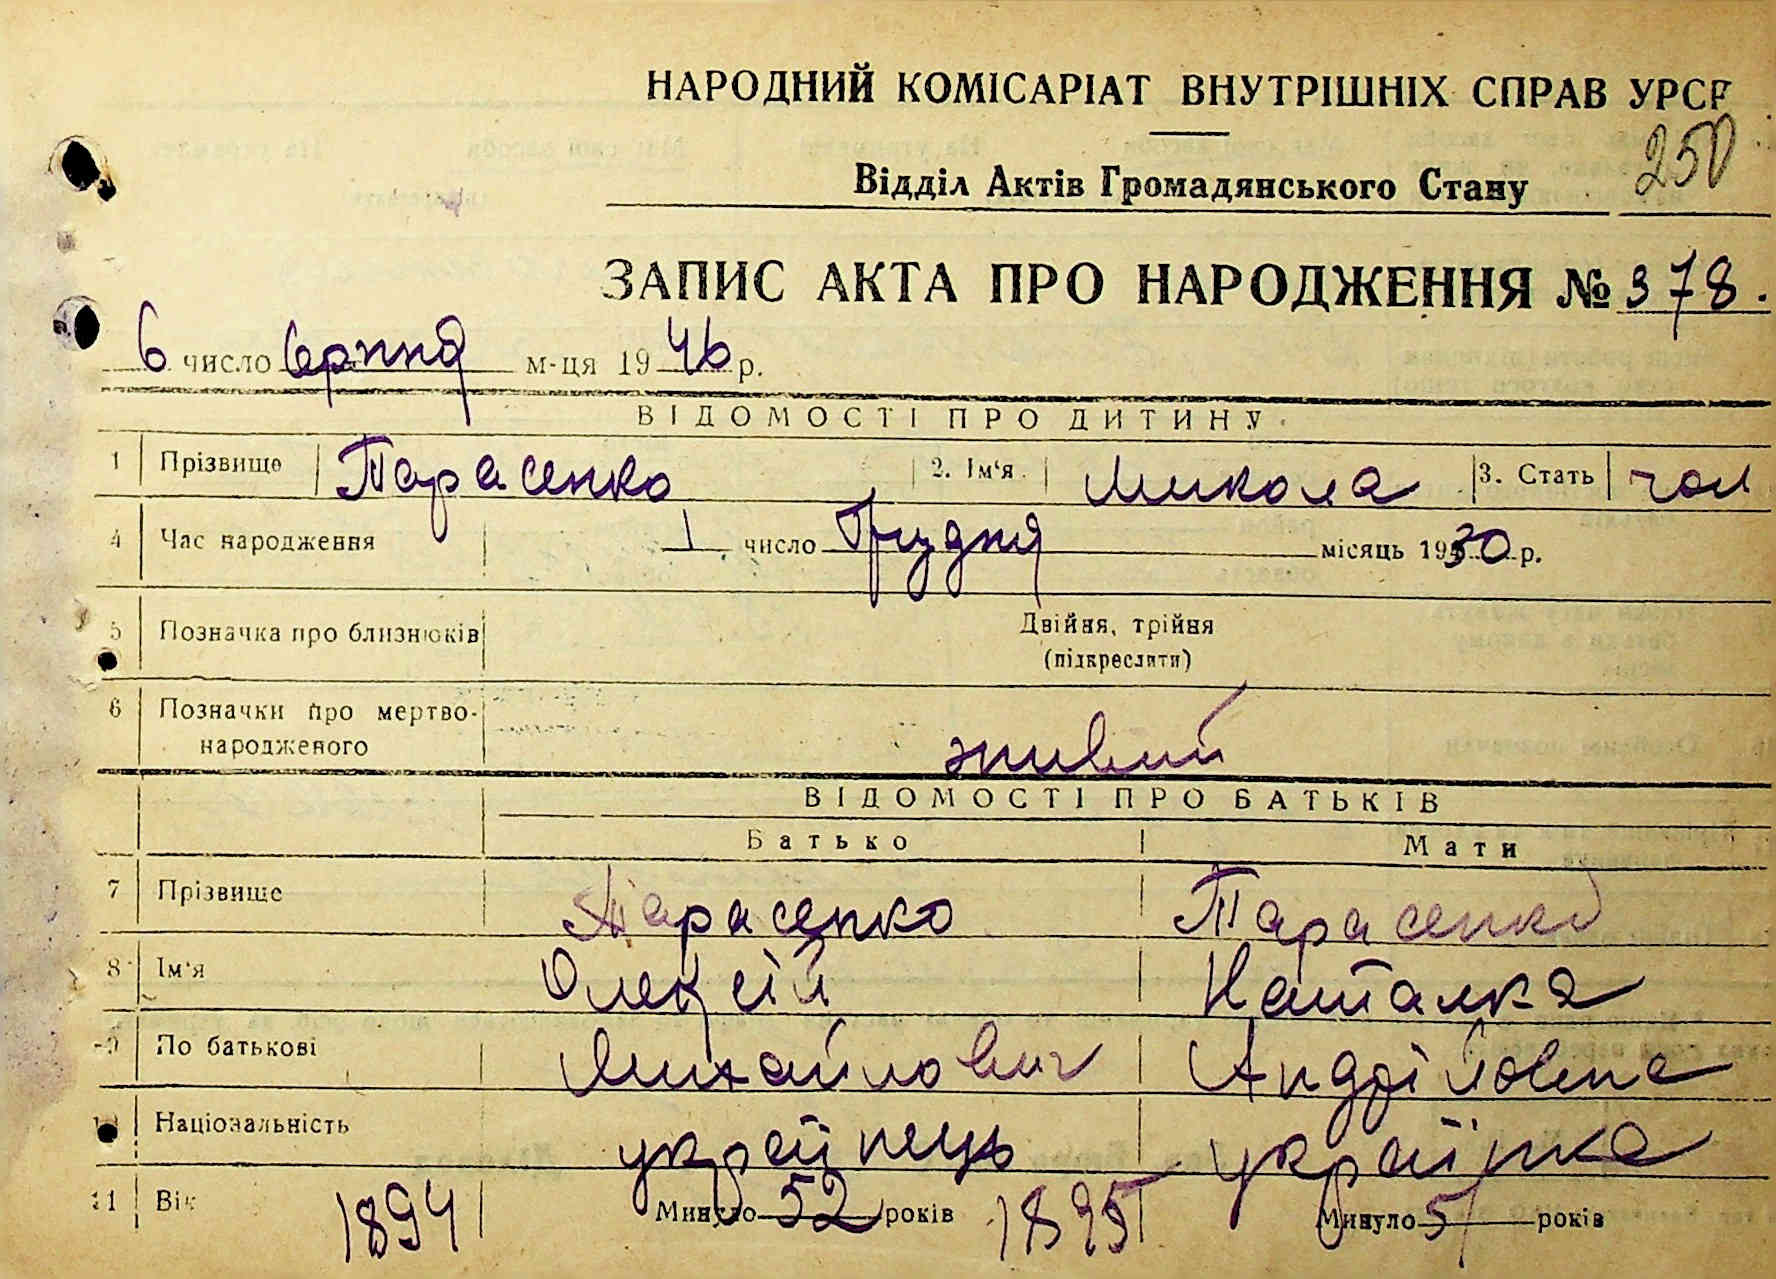 НАРОДНИЙ КОМІСАРІАТ ВНУТРІШНІХ СПРАВ УРСР
250
Відділ Актів Громадянського Стану
ЗАПИС АКТА ПРО НАРОДЖЕННЯ № 378.
6 число серпня м-ця 1946 р.
ВІДОМОСТІ ПРО ДИТИНУ
1 Прізвище Тарасенко 2. Ім'я Микола 3. Стать чол
4 Час народження 1 число Грудня місяць 1930 р.
5 Позначка про близнюків Двійня, трійня
(підкреслити)
6 Позначки про мертво-
народженого живий
ВІДОМОСТІ ПРО БАТЬКІВ
Батько Мати
7 Прізвище Тарасенко Тарасенко
8 Ім'я Олексій Наталка
9 По батькові Михайлович Андріївна
10 Національність українець українка
11 Вік 1894 Минуло 52 років 1895 Минуло 51 років